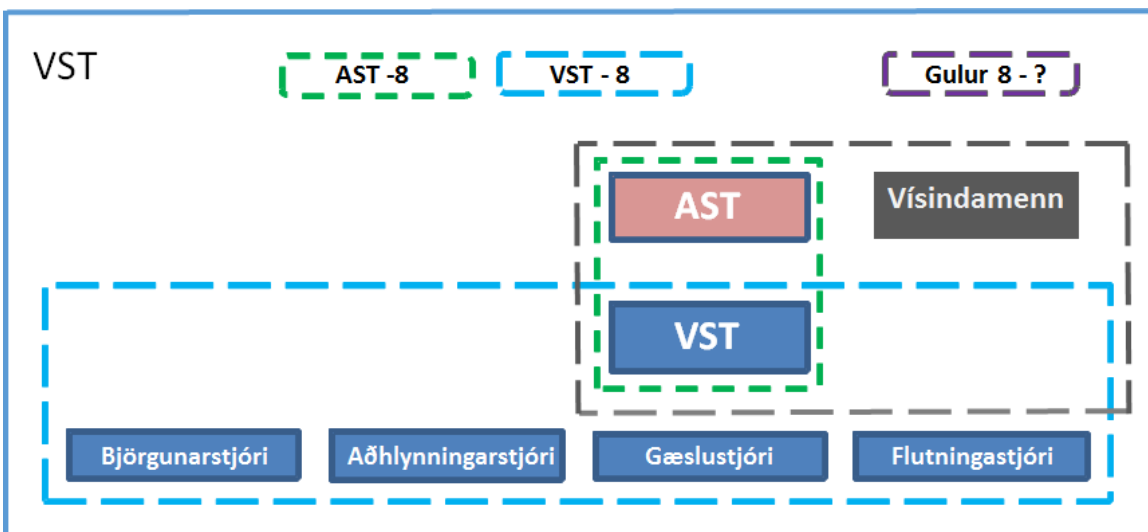 VST
AST -8
VST - 8
Gulur 8 - ?
AST
Vísindamenn
VST
Björgunarstjóri
Aðhlynningarstjóri
Gæslustjóri
Flutningastjóri